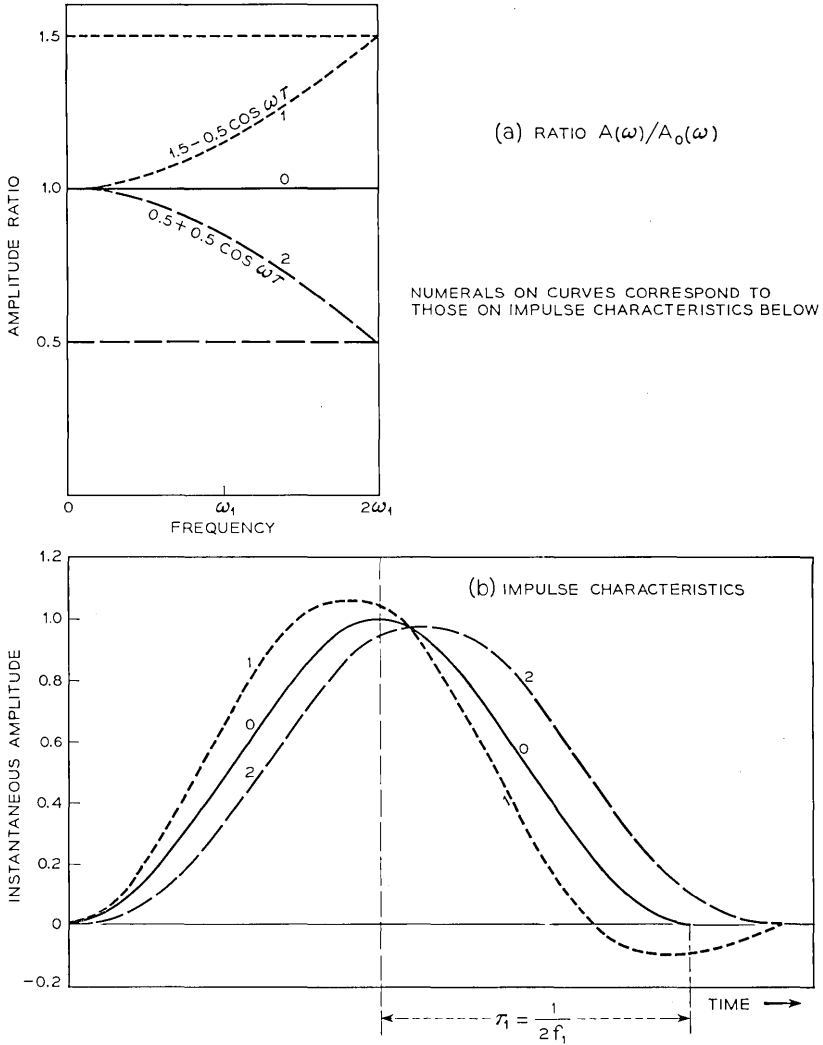 1.5
1.0
0.5
AMPLITUDE RATIO
1.5 – 0.5 COS ωτ
1
0
0.5 + 0.5 COS ωτ
2
0
ω₁
2ω₁
FREQUENCY
(a) RATIO A(ω)/A₀(ω)
NUMERALS ON CURVES CORRESPOND TO
THOSE ON IMPULSE CHARACTERISTICS BELOW
(b) IMPULSE CHARACTERISTICS
1.2
1.0
0.8
0.6
0.4
0.2
0
–0.2
INSTANTANEOUS AMPLITUDE
1
0
2
2
0
1
TIME →
τ₁ = 1/2f₁